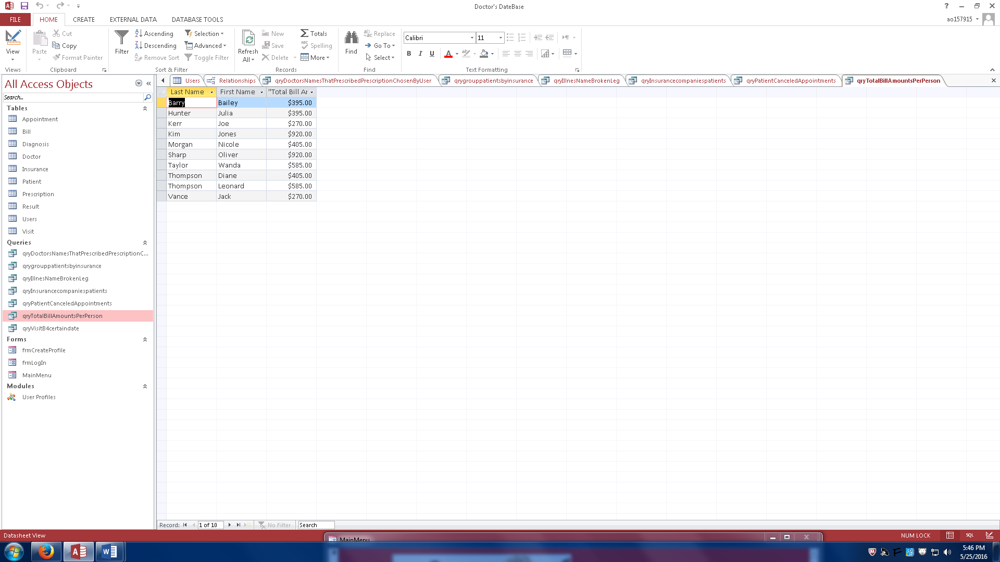 Doctor's DateBase
?
FILE HOME CREATE EXTERNAL DATA DATABASE TOOLS
ao157915
View
Views
Paste
Cut
Copy
Format Painter
Clipboard
Filter
Ascending
Descending
Remove Sort
Selection
Advanced
Toggle Filter
Sort & Filter
Refresh
All
New
Save
Delete
Totals
Spelling
More
Records
Find
Replace
Go To
Select
Find
Calibri 11
B I U A
Text Formatting
All Access Objects
Search...
Tables
Appointment
Bill
Diagnosis
Doctor
Insurance
Patient
Prescription
Result
Users
Visit
Queries
qryDoctorsNamesThatPrescribedPrescriptionC...
qrygrouppatientsbyinsurance
qryIllnesNameBrokenLeg
qryInsurancecompaniespatients
qryPatientCanceledAppointments
qryTotalBillAmountsPerPerson
qryVisitB4certaindate
Forms
frmCreateProfile
frmLogIn
MainMenu
Modules
User Profiles
Users Relationships qryDoctorsNamesThatPrescribedPrescriptionChosenByUser qrygrouppatientsbyinsurance qryIllnesNameBrokenLeg qryInsurancecompaniespatients qryPatientCanceledAppointments qryTotalBillAmountsPerPerson
Last Name First Name "Total Bill Ar
Barry Bailey $395.00
Hunter Julia $395.00
Kerr Joe $270.00
Kim Jones $920.00
Morgan Nicole $405.00
Sharp Oliver $920.00
Taylor Wanda $585.00
Thompson Diane $405.00
Thompson Leonard $585.00
Vance Jack $270.00
Record: 1 of 10 No Filter Search
Datasheet View
MainMenu
NUM LOCK SQL
5:46 PM
5/25/2016